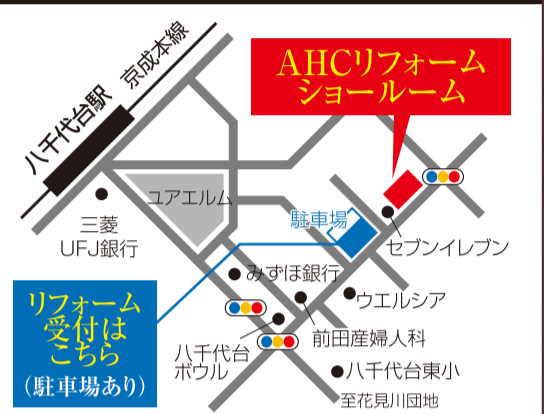 京成本線
八千代台駅
AHCリフォーム
ショールーム
ユアエルム
三菱
UFJ銀行
駐車場
セブンイレブン
みずほ銀行
ウエルシア
リフォーム
受付は
こちら
(駐車場あり)
前田産婦人科
八千代台
ボウル
八千代台東小
至花見川団地